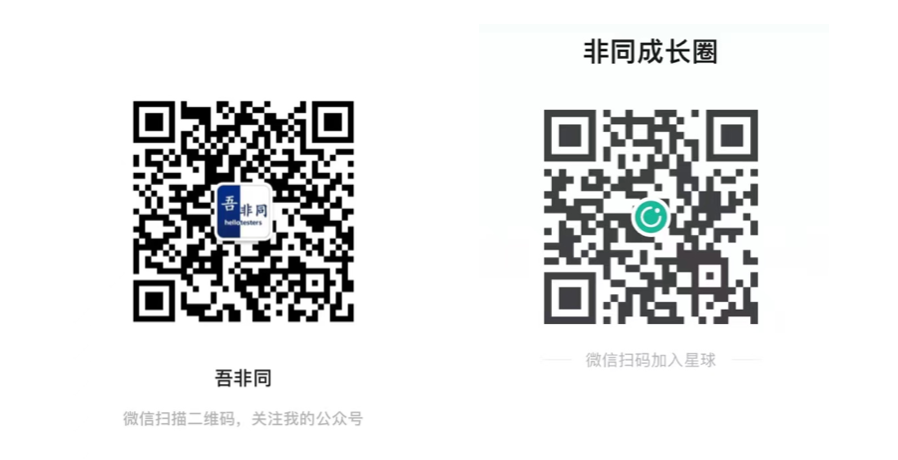 非同成长圈
吾
非同
hellotesters
吾非同
微信扫描二维码，关注我的公众号
微信扫码加入星球